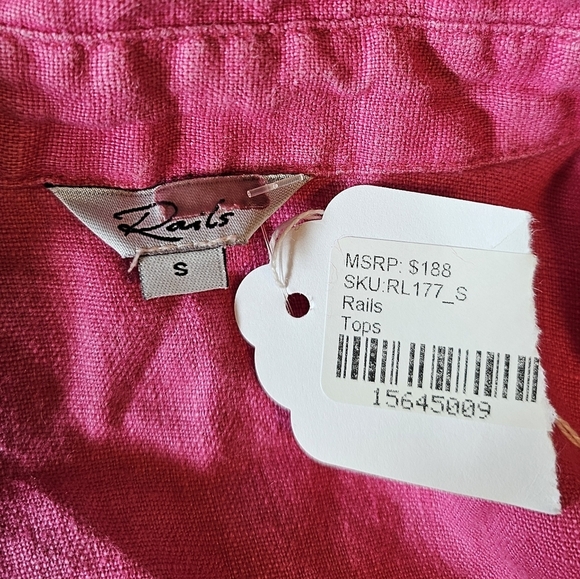 Rails
S
MSRP: $188
SKU:RL177_S
Rails
Tops
15645009